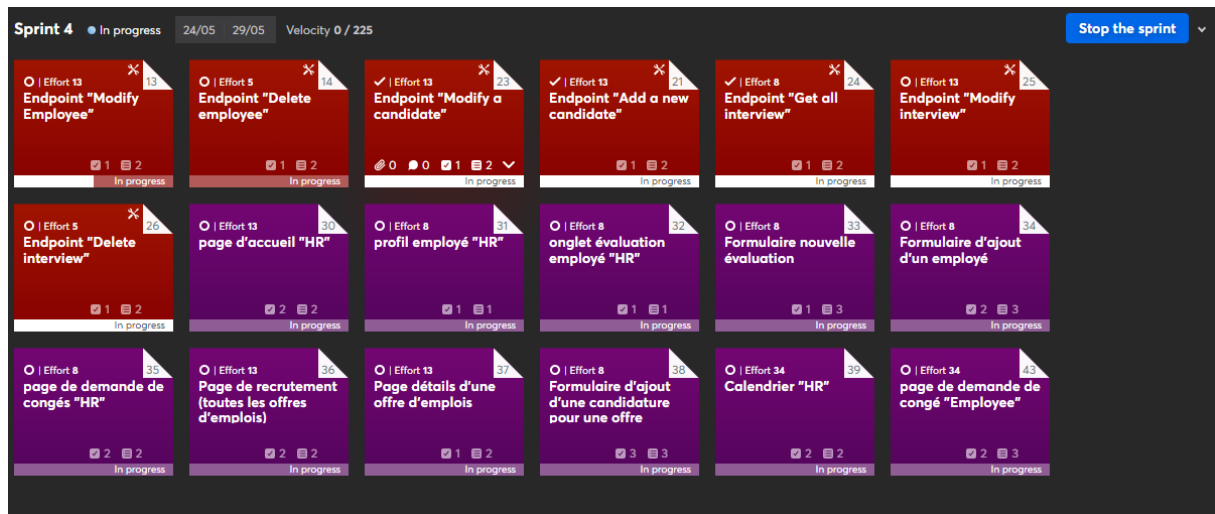 Sprint 4 In progress 24/05 29/05 Velocity 0 / 225 Stop the sprint
| Effort 13 13
Endpoint "Modify
Employee"
1 2
In progress
| Effort 5 14
Endpoint "Delete
employee"
1 2
In progress
| Effort 13 23
Endpoint "Modify a
candidate"
0 0 1 2
In progress
| Effort 13 21
Endpoint "Add a new
candidate"
1 2
In progress
| Effort 8 24
Endpoint "Get all
interview"
1 2
In progress
| Effort 13 25
Endpoint "Modify
interview"
1 2
In progress
| Effort 5 26
Endpoint "Delete
interview"
1 2
In progress
| Effort 13 30
page d'accueil "HR"
2 2
In progress
| Effort 8 31
profil employé "HR"
1 1
In progress
| Effort 8 32
onglet évaluation
employé "HR"
1 1
In progress
| Effort 8 33
Formulaire nouvelle
évaluation
1 3
In progress
| Effort 8 34
Formulaire d'ajout
d'un employé
2 3
In progress
| Effort 8 35
page de demande de
congés "HR"
2 2
In progress
| Effort 13 36
Page de recrutement
(toutes les offres
d'emplois)
2 2
In progress
| Effort 13 37
Page détails d'une
offre d'emplois
1 2
In progress
| Effort 8 38
Formulaire d'ajout
d'une candidature
pour une offre
3 3
In progress
| Effort 34 39
Calendrier "HR"
2 2
In progress
| Effort 34 43
page de demande de
congé "Employee"
2 3
In progress